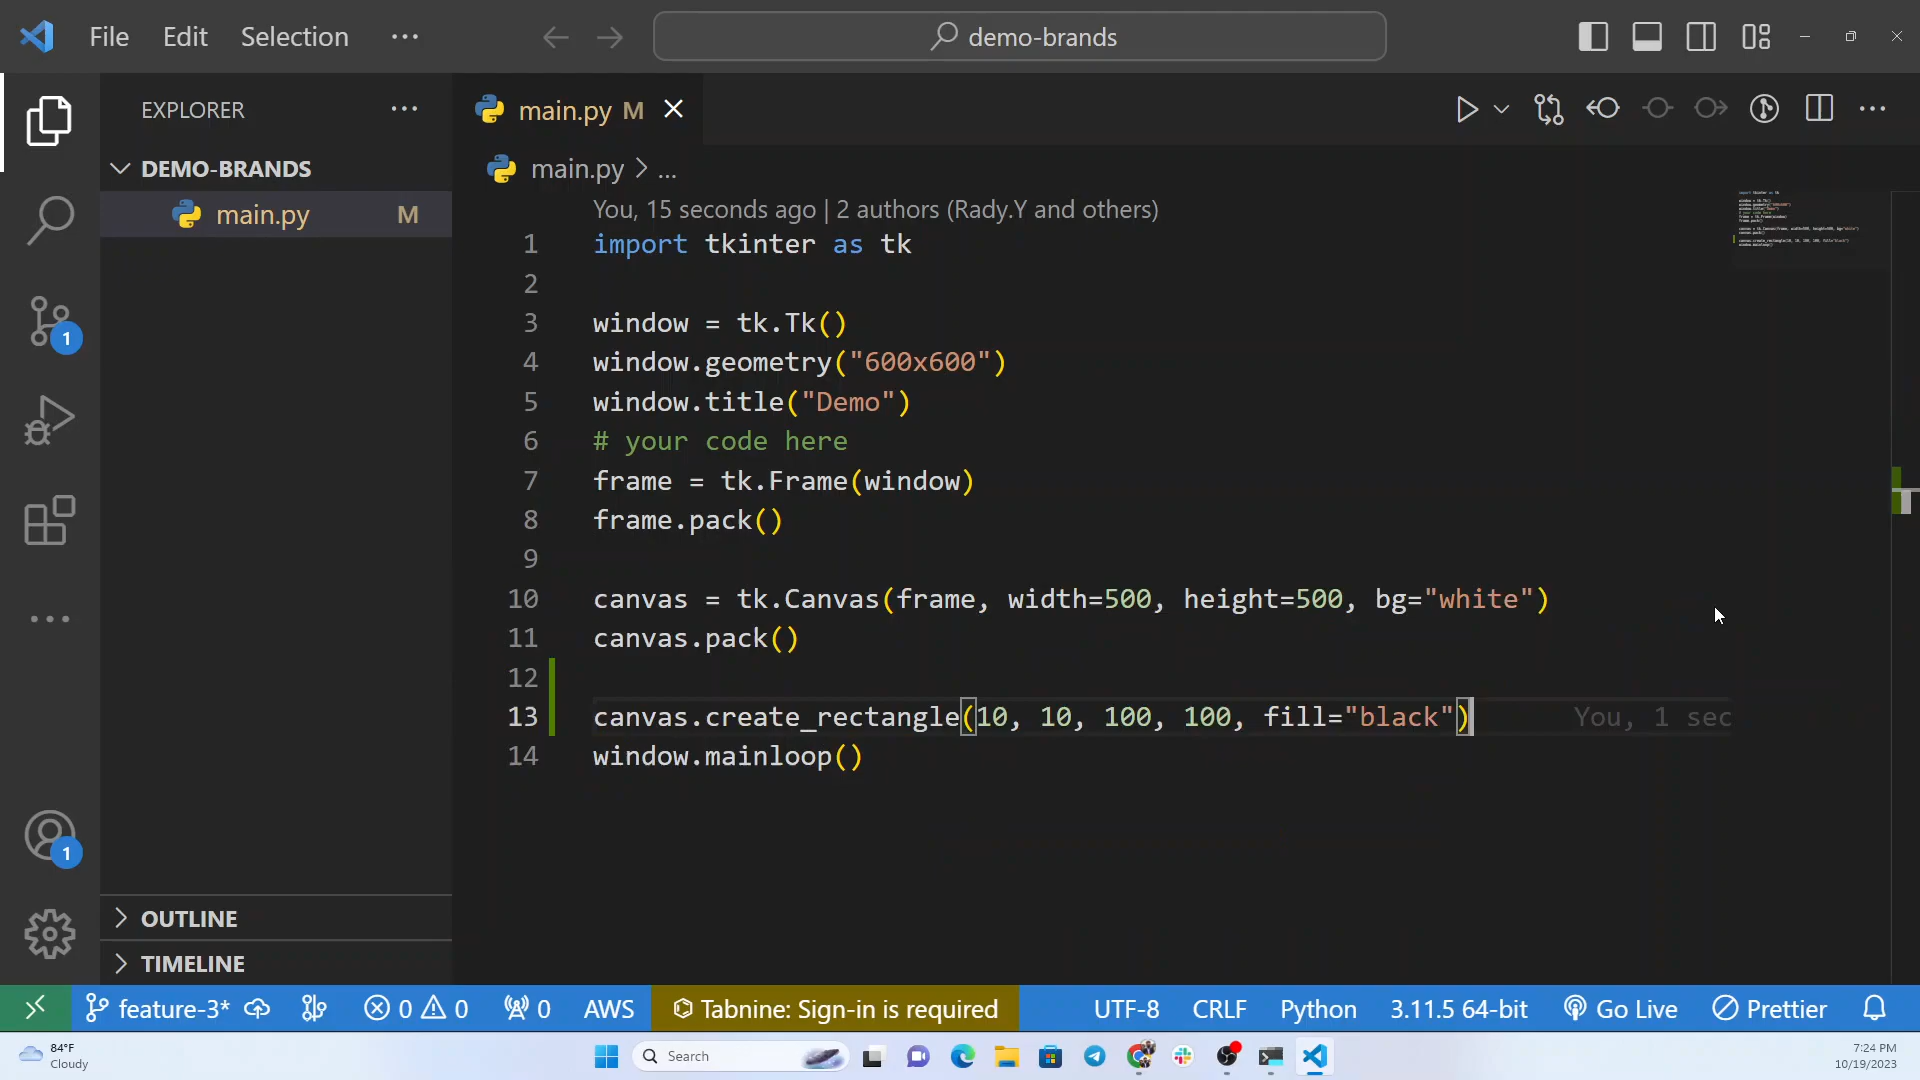 File Edit Selection ···
demo-brands
EXPLORER ···
DEMO-BRANDS
main.py M
main.py M
main.py > ...
You, 15 seconds ago | 2 authors (Rady.Y and others)
1 import tkinter as tk
2
3 window = tk.Tk()
4 window.geometry("600x600")
5 window.title("Demo")
6 # your code here
7 frame = tk.Frame(window)
8 frame.pack()
9
10 canvas = tk.Canvas(frame, width=500, height=500, bg="white")
11 canvas.pack()
12
13 canvas.create_rectangle(10, 10, 100, 100, fill="black") You, 1 sec
14 window.mainloop()
1
1
OUTLINE
TIMELINE
feature-3* 0 0 0 AWS Tabnine: Sign-in is required UTF-8 CRLF Python 3.11.5 64-bit Go Live Prettier
84°F
Cloudy
Search
7:24 PM
10/19/2023